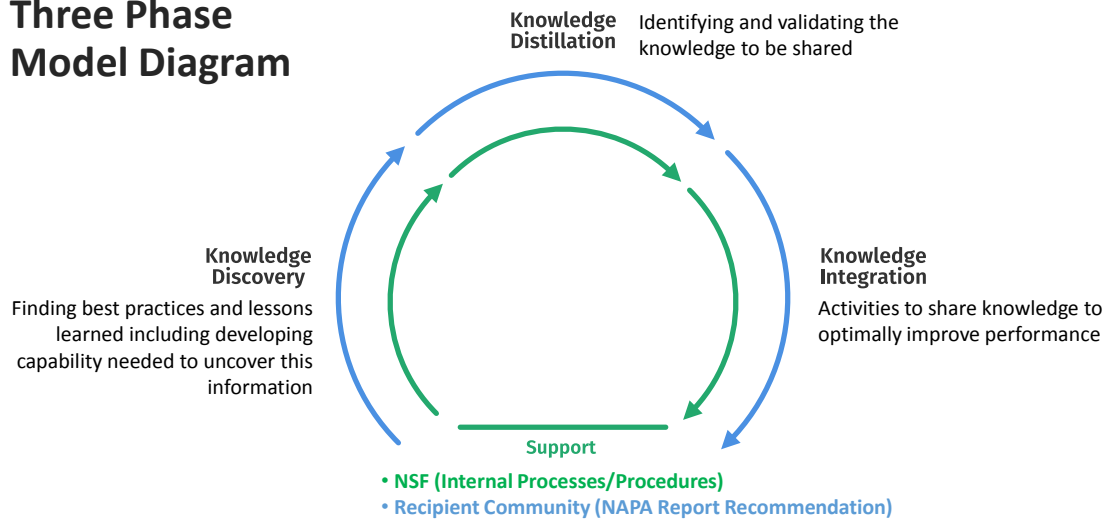 Three Phase
Model Diagram
Knowledge
Distillation
Identifying and validating the
knowledge to be shared
Knowledge
Discovery
Finding best practices and lessons
learned including developing
capability needed to uncover this
information
Knowledge
Integration
Activities to share knowledge to
optimally improve performance
Support
• NSF (Internal Processes/Procedures)
• Recipient Community (NAPA Report Recommendation)